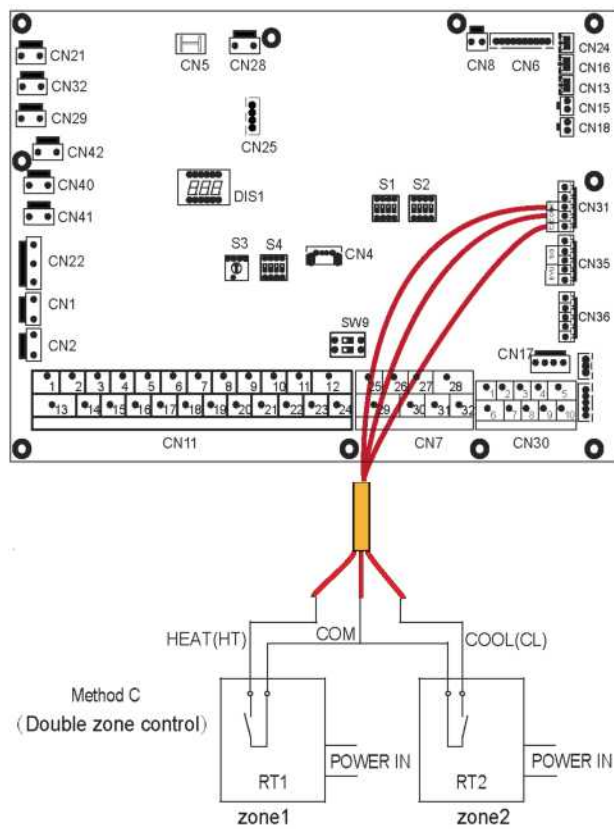 CN21
CN5
CN28
CN8
CN6
CN24
CN32
CN16
CN13
CN29
CN15
CN18
CN42
CN25
CN40
DIS1
S1
S2
CN31
CN41
CN22
S3
S4
CN4
CN35
CN1
CN36
CN2
SW9
CN17
1 2 3 4 5 6 7 8 9 10 11 12
25 26 27 28
1 2 3 4 5
13 14 15 16 17 18 19 20 21 22 23 24
29 30 31 32
6 7 8 9 10
CN11
CN7
CN30
HEAT(HT)
COM
COOL(CL)
Method C
(Double zone control)
POWER IN
POWER IN
RT1
RT2
zone1
zone2